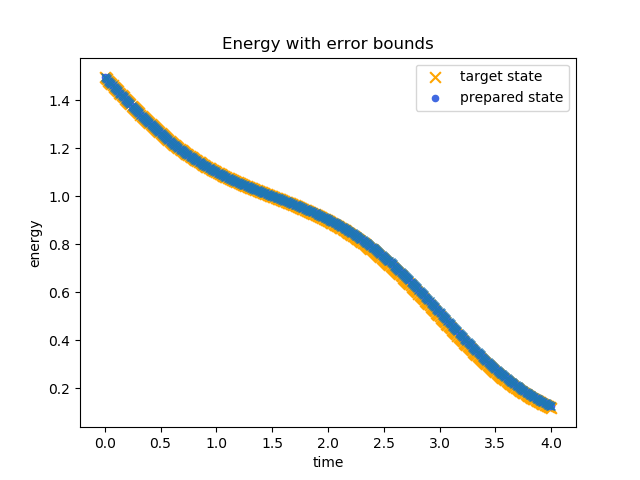 Energy with error bounds
target state
prepared state
1.4
1.2
1.0
0.8
0.6
0.4
0.2
energy
0.0 0.5 1.0 1.5 2.0 2.5 3.0 3.5 4.0
time